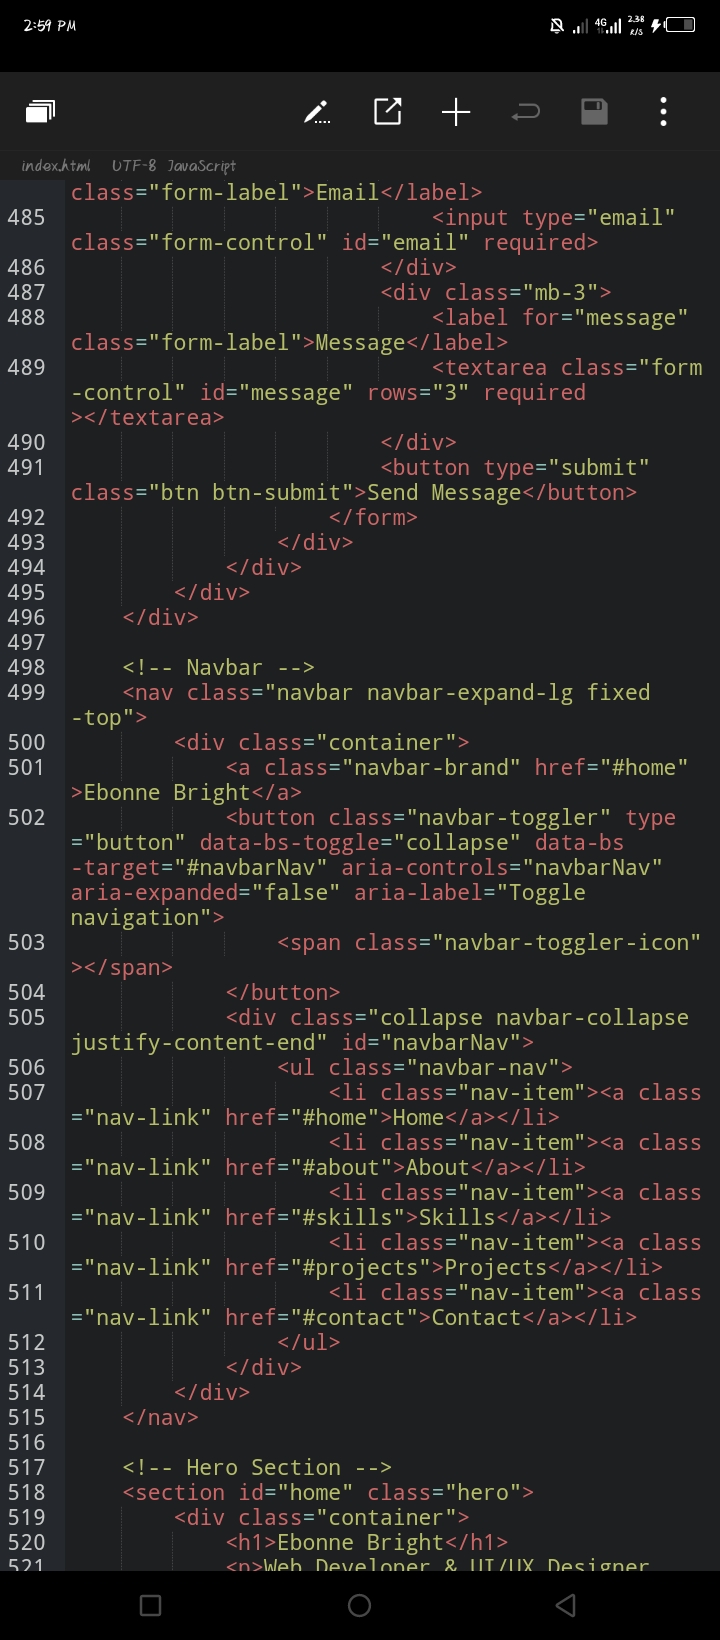 2:59 PM
4G 2.38 K/S
index.html UTF-8 JavaScript
class="form-label">Email</label>
485 <input type="email"
class="form-control" id="email" required>
486 </div>
487 <div class="mb-3">
488 <label for="message"
class="form-label">Message</label>
489 <textarea class="form
-control" id="message" rows="3" required
></textarea>
490 </div>
491 <button type="submit"
class="btn btn-submit">Send Message</button>
492 </form>
493 </div>
494 </div>
495 </div>
496 </div>
497
498 <!-- Navbar -->
499 <nav class="navbar navbar-expand-lg fixed
-top">
500 <div class="container">
501 <a class="navbar-brand" href="#home"
>Ebonne Bright</a>
502 <button class="navbar-toggler" type
="button" data-bs-toggle="collapse" data-bs
-target="#navbarNav" aria-controls="navbarNav"
aria-expanded="false" aria-label="Toggle
navigation">
503 <span class="navbar-toggler-icon"
></span>
504 </button>
505 <div class="collapse navbar-collapse
justify-content-end" id="navbarNav">
506 <ul class="navbar-nav">
507 <li class="nav-item"><a class
="nav-link" href="#home">Home</a></li>
508 <li class="nav-item"><a class
="nav-link" href="#about">About</a></li>
509 <li class="nav-item"><a class
="nav-link" href="#skills">Skills</a></li>
510 <li class="nav-item"><a class
="nav-link" href="#projects">Projects</a></li>
511 <li class="nav-item"><a class
="nav-link" href="#contact">Contact</a></li>
512 </ul>
513 </div>
514 </div>
515 </nav>
516
517 <!-- Hero Section -->
518 <section id="home" class="hero">
519 <div class="container">
520 <h1>Ebonne Bright</h1>
521 <p>Web Developer & UI/UX Designer